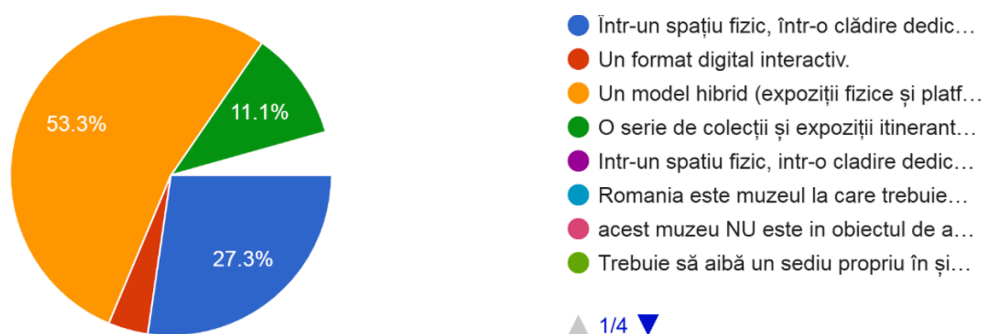 53.3%
11.1%
27.3%
Într-un spațiu fizic, într-o clădire dedic...
Un format digital interactiv.
Un model hibrid (expoziții fizice și platf...
O serie de colecții și expoziții itinerant...
Intr-un spatiu fizic, intr-o cladire dedic...
Romania este muzeul la care trebuie...
acest muzeu NU este in obiectul de a...
Trebuie să aibă un sediu propriu în și...
1/4